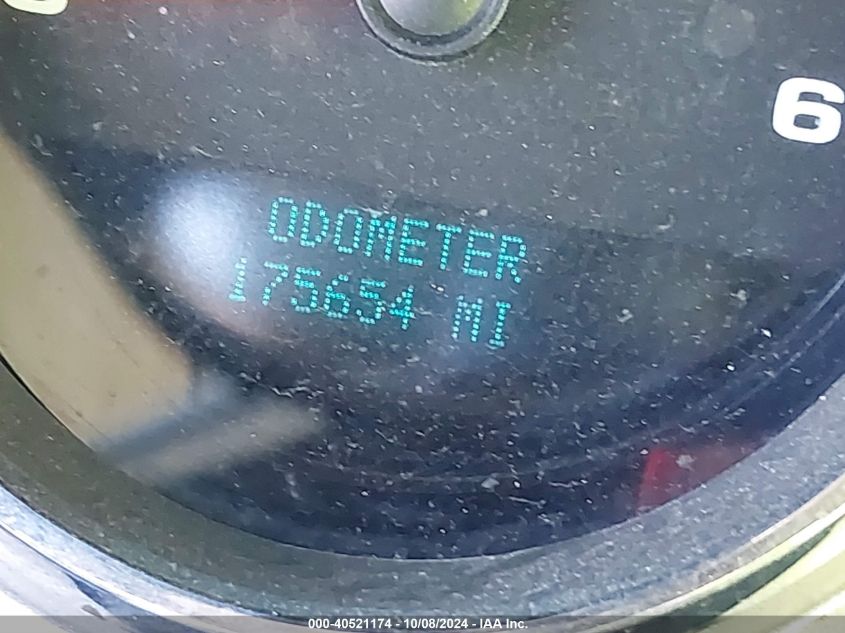 6
ODOMETER
175654 MI
000-40521174 - 10/08/2024 - IAA Inc.